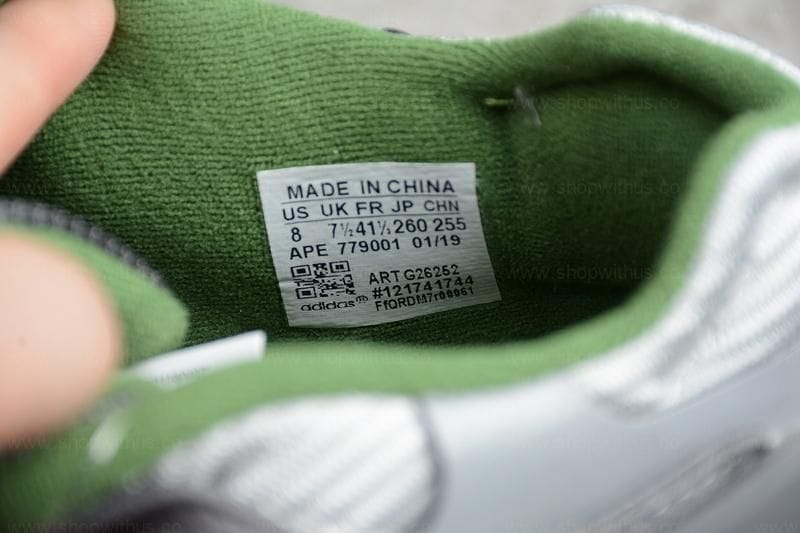 MADE IN CHINA
US UK FR JP CHN
8 7½ 41⅓ 260 255
APE 779001 01/19
ART G26252
#121741744
adidas®
www.shopwithus.co